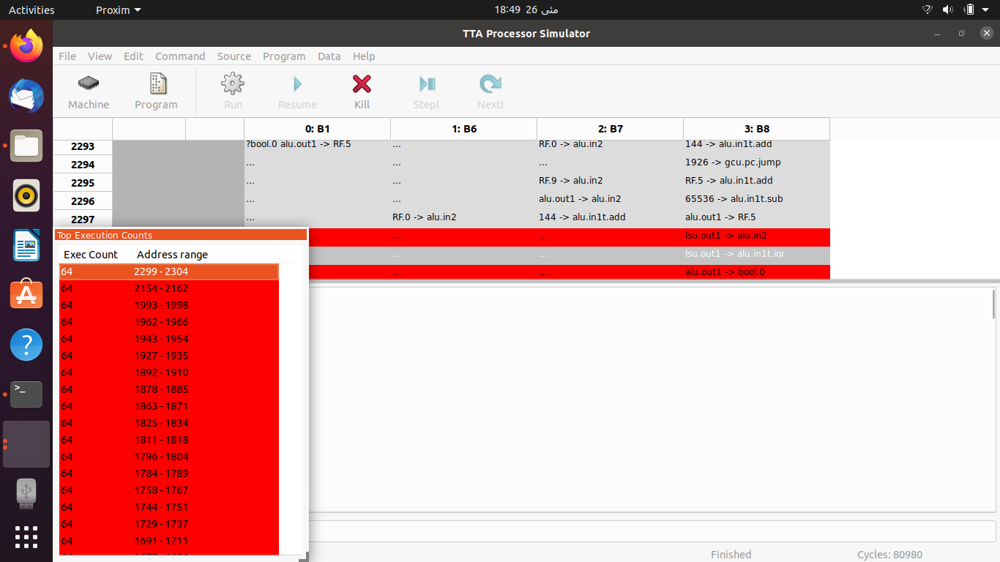 Activities Proxim 18:49 26 مئی
TTA Processor Simulator
File View Edit Command Source Program Data Help
Machine Program Run Resume Kill StepI NextI
0: B1 1: B6 2: B7 3: B8
2293 ?bool.0 alu.out1 -> RF.5 ... RF.0 -> alu.in2 144 -> alu.in1t.add
2294 ... ... ... 1926 -> gcu.pc.jump
2295 ... ... RF.9 -> alu.in2 RF.5 -> alu.in1t.add
2296 ... ... alu.out1 -> alu.in2 65536 -> alu.in1t.sub
2297 ... RF.0 -> alu.in2 144 -> alu.in1t.add alu.out1 -> RF.5
... ... lsu.out1 -> alu.in2
... ... lsu.out1 -> alu.in1t.ior
... ... alu.out1 -> bool.0
Top Execution Counts
Exec Count Address range
64 2299 - 2304
64 2154 - 2162
64 1993 - 1998
64 1962 - 1966
64 1943 - 1954
64 1927 - 1935
64 1892 - 1910
64 1878 - 1885
64 1863 - 1871
64 1825 - 1834
64 1811 - 1818
64 1796 - 1804
64 1784 - 1789
64 1758 - 1767
64 1744 - 1751
64 1729 - 1737
64 1691 - 1711
Finished Cycles: 80980